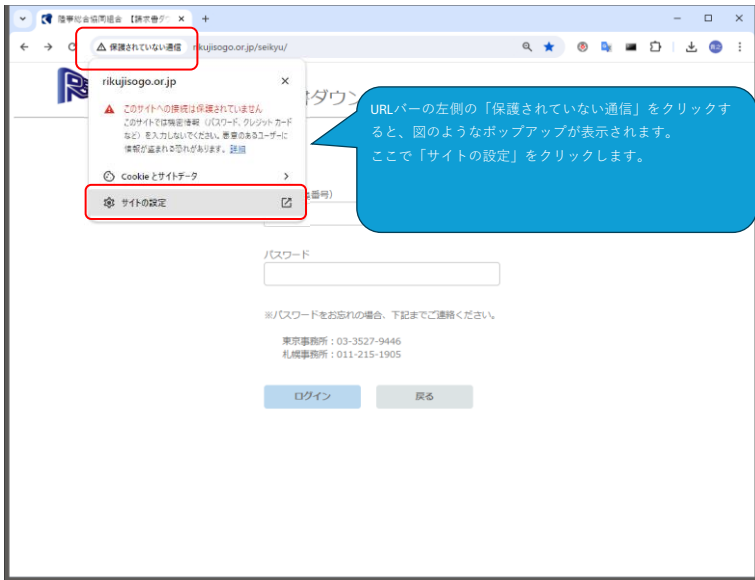 陸事総合協同組合 【請求書ダウ
保護されていない通信
rikujisogo.or.jp/seikyu/
rikujisogo.or.jp
このサイトへの接続は保護されていません
このサイトでは機密情報（パスワード、クレジット カード
など）を入力しないでください。悪意のあるユーザーに
情報が盗まれる恐れがあります。詳細
Cookie とサイトデータ
サイトの設定
書ダウン
URLバーの左側の「保護されていない通信」をクリックす
ると、図のようなポップアップが表示されます。
ここで「サイトの設定」をクリックします。
番号）
パスワード
※パスワードをお忘れの場合、下記までご連絡ください。
東京事務所：03-3527-9446
札幌事務所：011-215-1905
ログイン
戻る